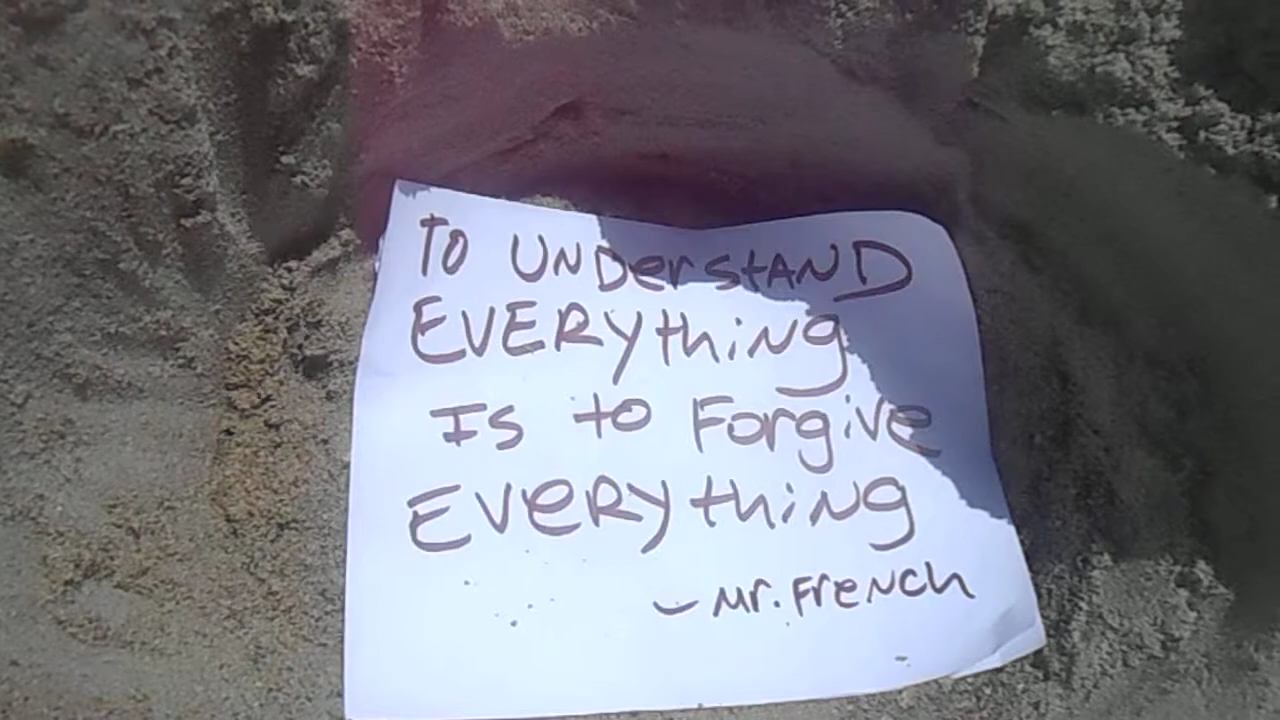 To UNDerstAND
EVERything
Is to Forgive
EVeRything
- Mr. FreNch